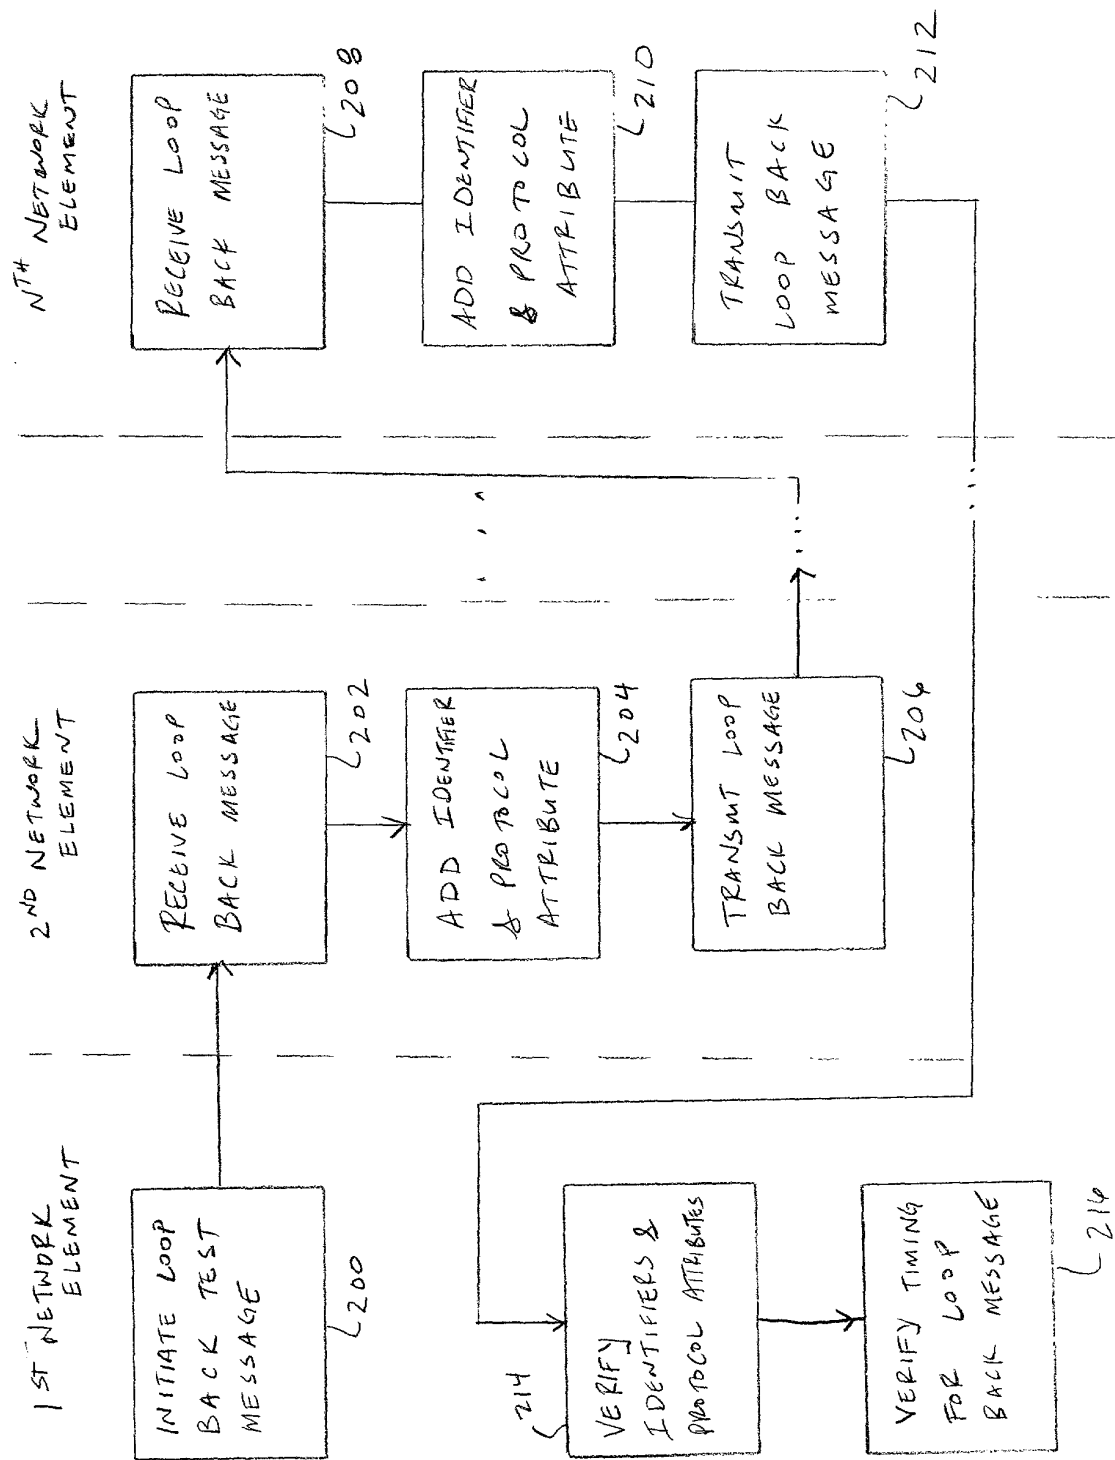 1ST NETWORK
ELEMENT
INITIATE LOOP
BACK TEST
MESSAGE
200
VERIFY
IDENTIFIERS &
PROTOCOL ATTRIBUTES
214
VERIFY TIMING
FOR LOOP
BACK MESSAGE
216
2ND NETWORK
ELEMENT
RECEIVE LOOP
BACK MESSAGE
202
ADD IDENTIFIER
& PROTOCOL
ATTRIBUTE
204
TRANSMIT LOOP
BACK MESSAGE
206
. . .
....
...
NTH NETWORK
ELEMENT
RECEIVE LOOP
BACK MESSAGE
208
ADD IDENTIFIER
& PROTOCOL
ATTRIBUTE
210
TRANSMIT
LOOP BACK
MESSAGE
212